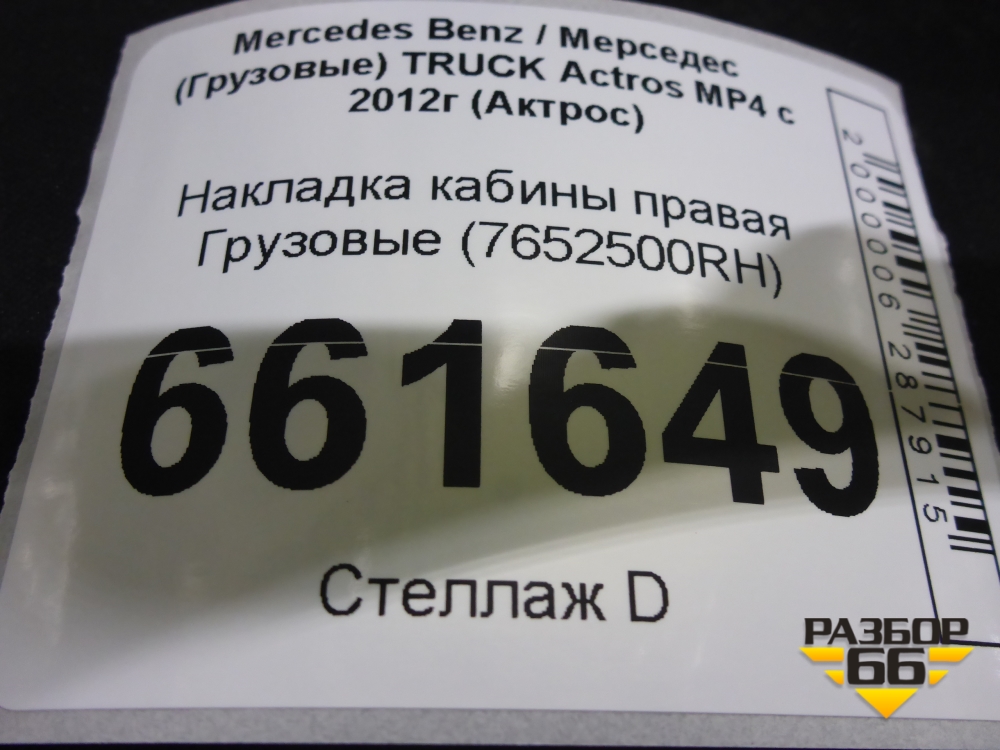 Mercedes Benz / Мерседес
(Грузовые) TRUCK Actros MP4 с
2012г (Актрос)
Накладка кабины правая
Грузовые (7652500RH)
661649
Стеллаж D
2000006287915
РАЗБОР
66